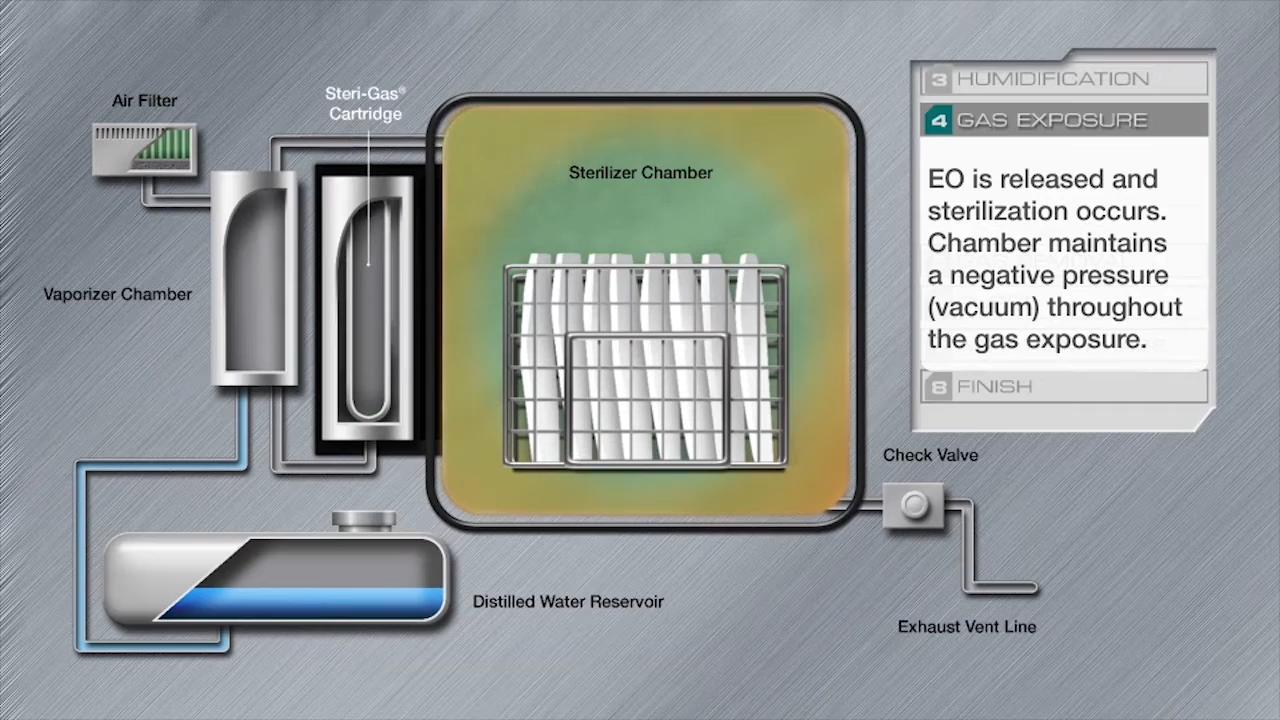 Air Filter
Steri-Gas®
Cartridge
Sterilizer Chamber
Vaporizer Chamber
Distilled Water Reservoir
3 HUMIDIFICATION
4 GAS EXPOSURE
EO is released and
sterilization occurs.
Chamber maintains
a negative pressure
(vacuum) throughout
the gas exposure.
8 FINISH
Check Valve
Exhaust Vent Line